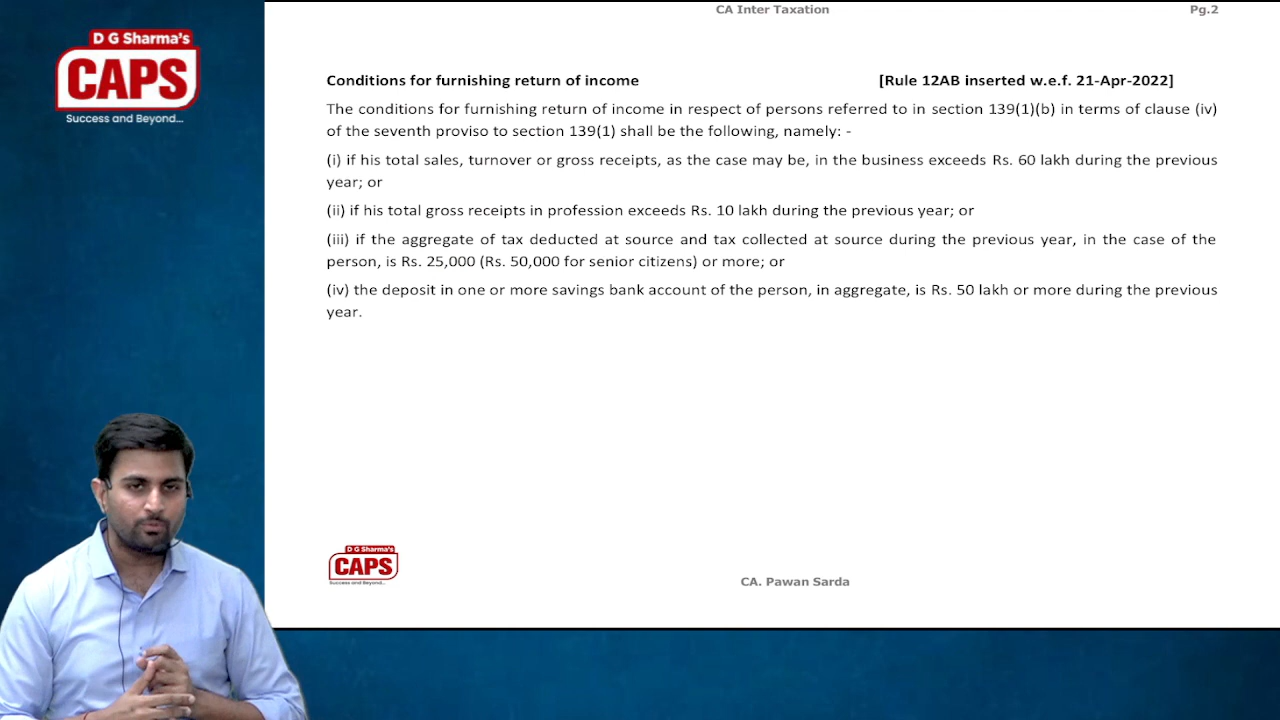 CA Inter Taxation Pg.2
D G Sharma's
CAPS
Success and Beyond...
Conditions for furnishing return of income [Rule 12AB inserted w.e.f. 21-Apr-2022]
The conditions for furnishing return of income in respect of persons referred to in section 139(1)(b) in terms of clause (iv)
of the seventh proviso to section 139(1) shall be the following, namely: -
(i) if his total sales, turnover or gross receipts, as the case may be, in the business exceeds Rs. 60 lakh during the previous
year; or
(ii) if his total gross receipts in profession exceeds Rs. 10 lakh during the previous year; or
(iii) if the aggregate of tax deducted at source and tax collected at source during the previous year, in the case of the
person, is Rs. 25,000 (Rs. 50,000 for senior citizens) or more; or
(iv) the deposit in one or more savings bank account of the person, in aggregate, is Rs. 50 lakh or more during the previous
year.
D G Sharma's
CAPS
Success and Beyond...
CA. Pawan Sarda